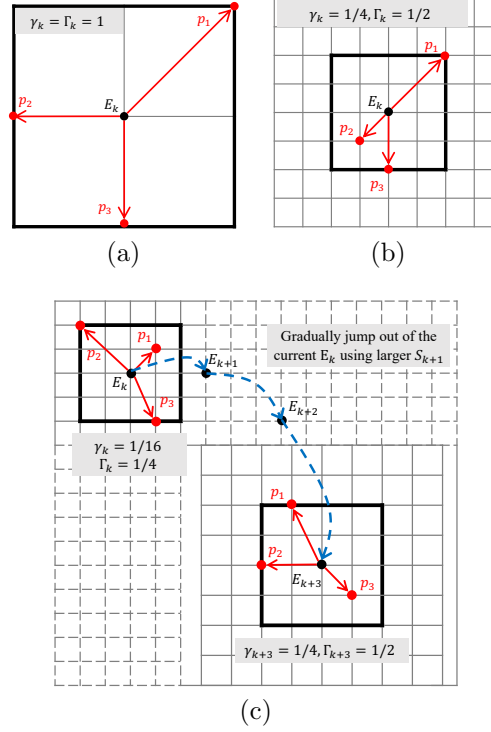 γₖ = Γₖ = 1
p₁
p₂
Eₖ
p₃
(a)
γₖ = 1/4, Γₖ = 1/2
p₁
Eₖ
p₂
p₃
(b)
Gradually jump out of the
current Eₖ using larger Sₖ₊₁
p₁
p₂
Eₖ
Eₖ₊₁
p₃
Eₖ₊₂
γₖ = 1/16
Γₖ = 1/4
p₁
p₂
Eₖ₊₃
p₃
γₖ₊₃ = 1/4, Γₖ₊₃ = 1/2
(c)